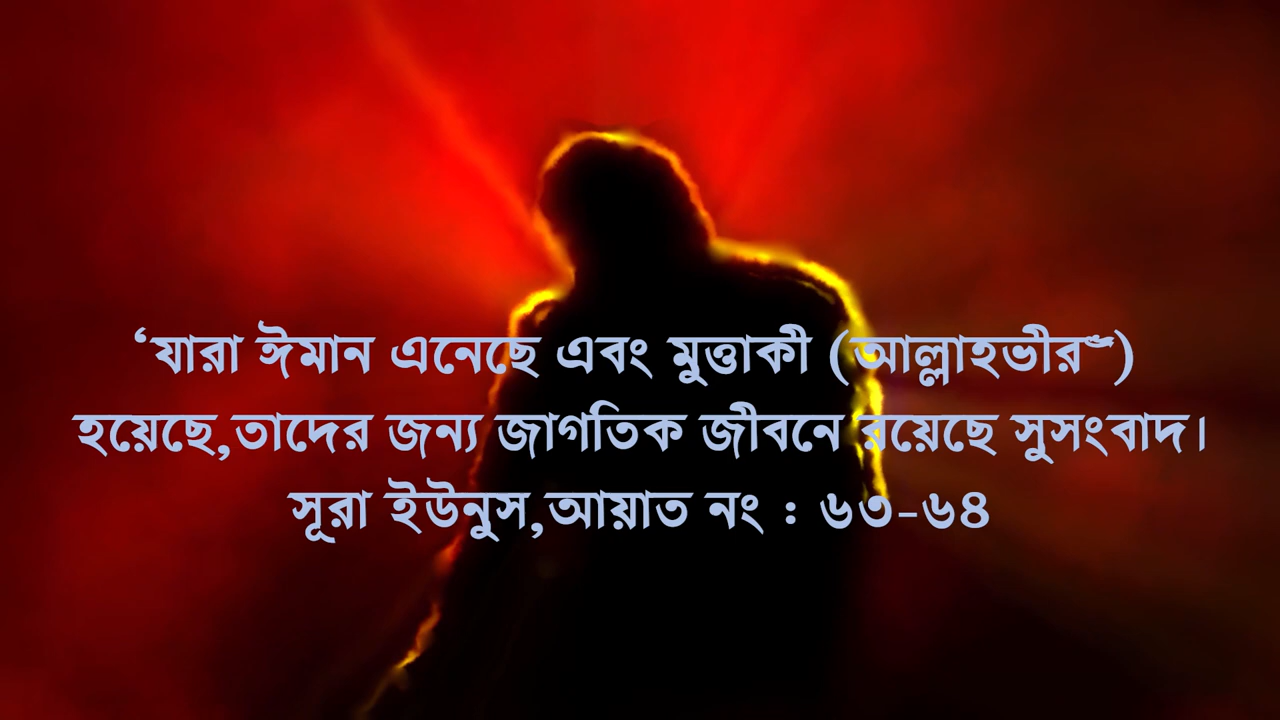 ‘যারা ঈমান এনেছে এবং মুত্তাকী (আল্লাহভীরু)
হয়েছে,তাদের জন্য জাগতিক জীবনে রয়েছে সুসংবাদ।
সূরা ইউনুস,আয়াত নং : ৬৩-৬৪